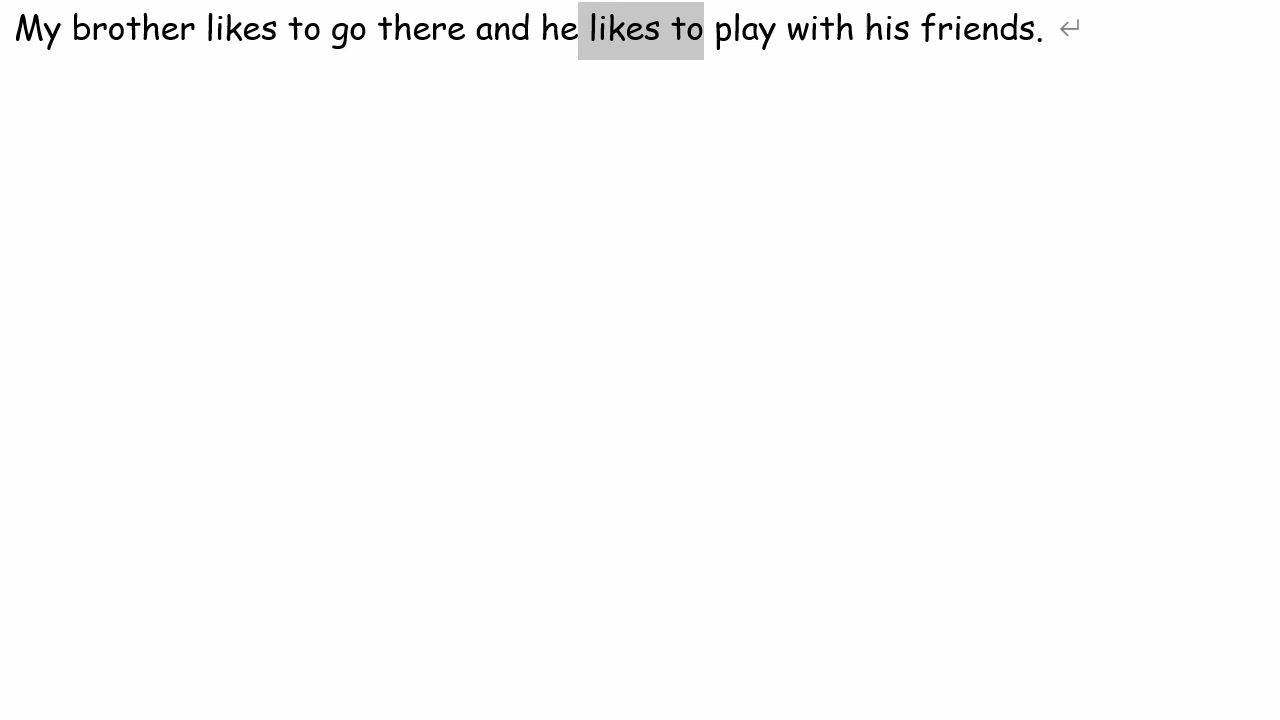 My brother likes to go there and he likes to play with his friends.